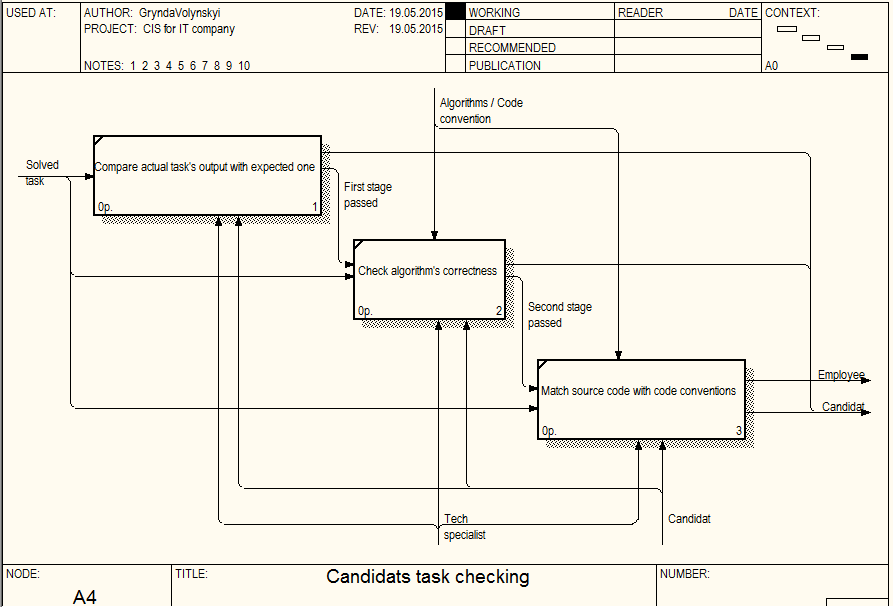 USED AT:
AUTHOR: GryndaVolynskyi
DATE: 19.05.2015
WORKING
READER
DATE
CONTEXT:
PROJECT: CIS for IT company
REV: 19.05.2015
DRAFT
RECOMMENDED
NOTES: 1 2 3 4 5 6 7 8 9 10
PUBLICATION
A0
Algorithms / Code
convention
Solved
task
Compare actual task's output with expected one
0p.
1
First stage
passed
Check algorithm's correctness
0p.
2
Second stage
passed
Match source code with code conventions
0p.
3
Employee
Candidat
Tech
specialist
Candidat
NODE:
A4
TITLE:
Candidats task checking
NUMBER: